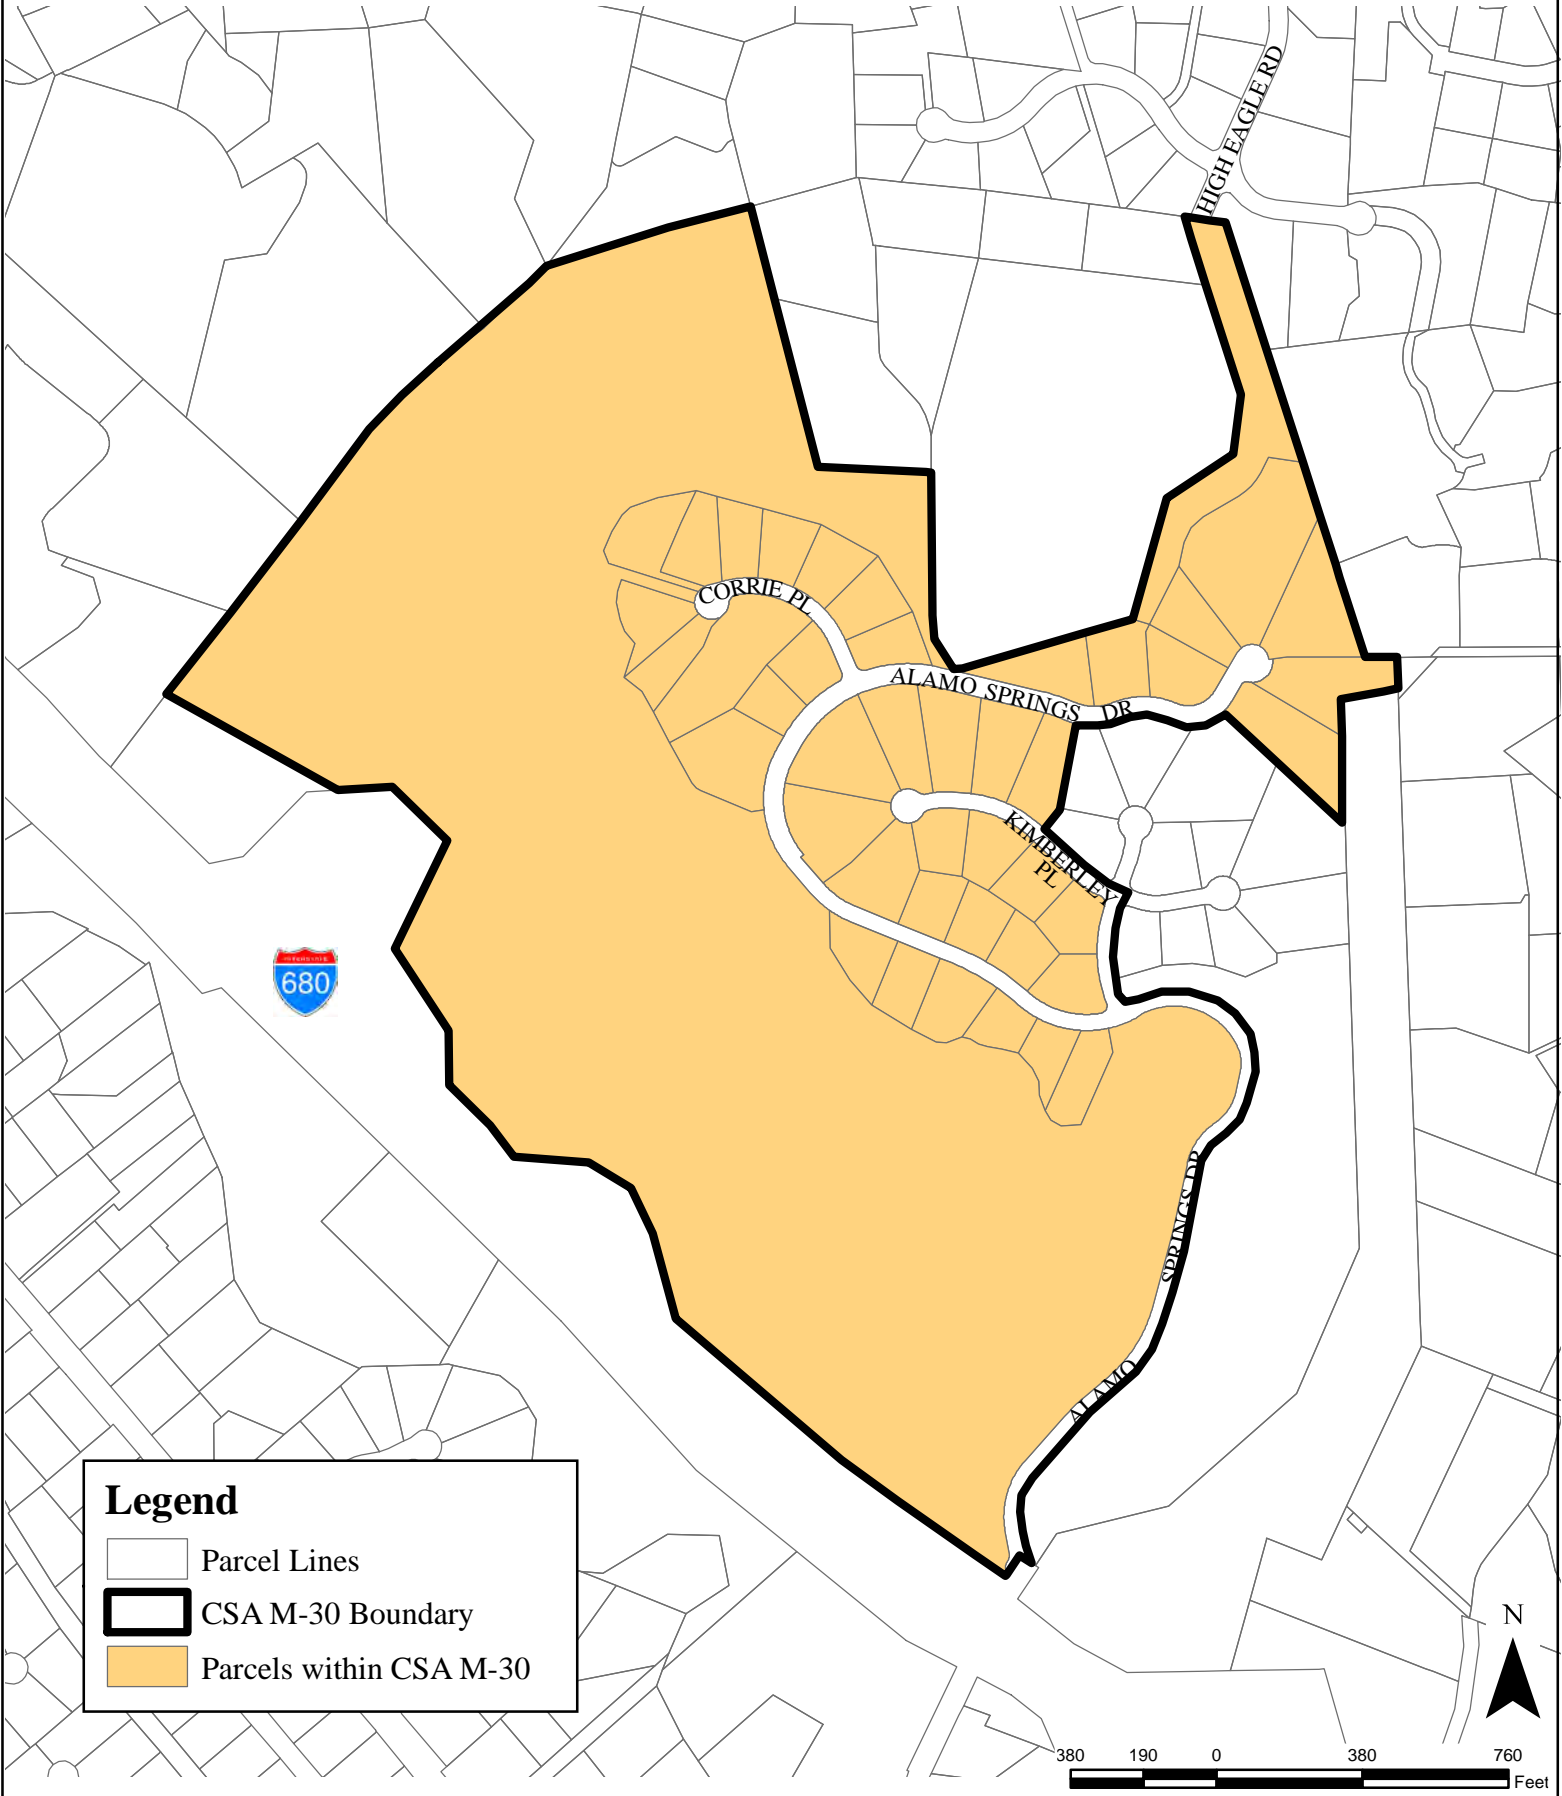 HIGH EAGLE RD
CORRIE PL
ALAMO SPRINGS DR
KIMBERLEY
PL
680
ALAMO SPRINGS DR
Legend
Parcel Lines
CSA M-30 Boundary
Parcels within CSA M-30
N
380 190 0 380 760
Feet